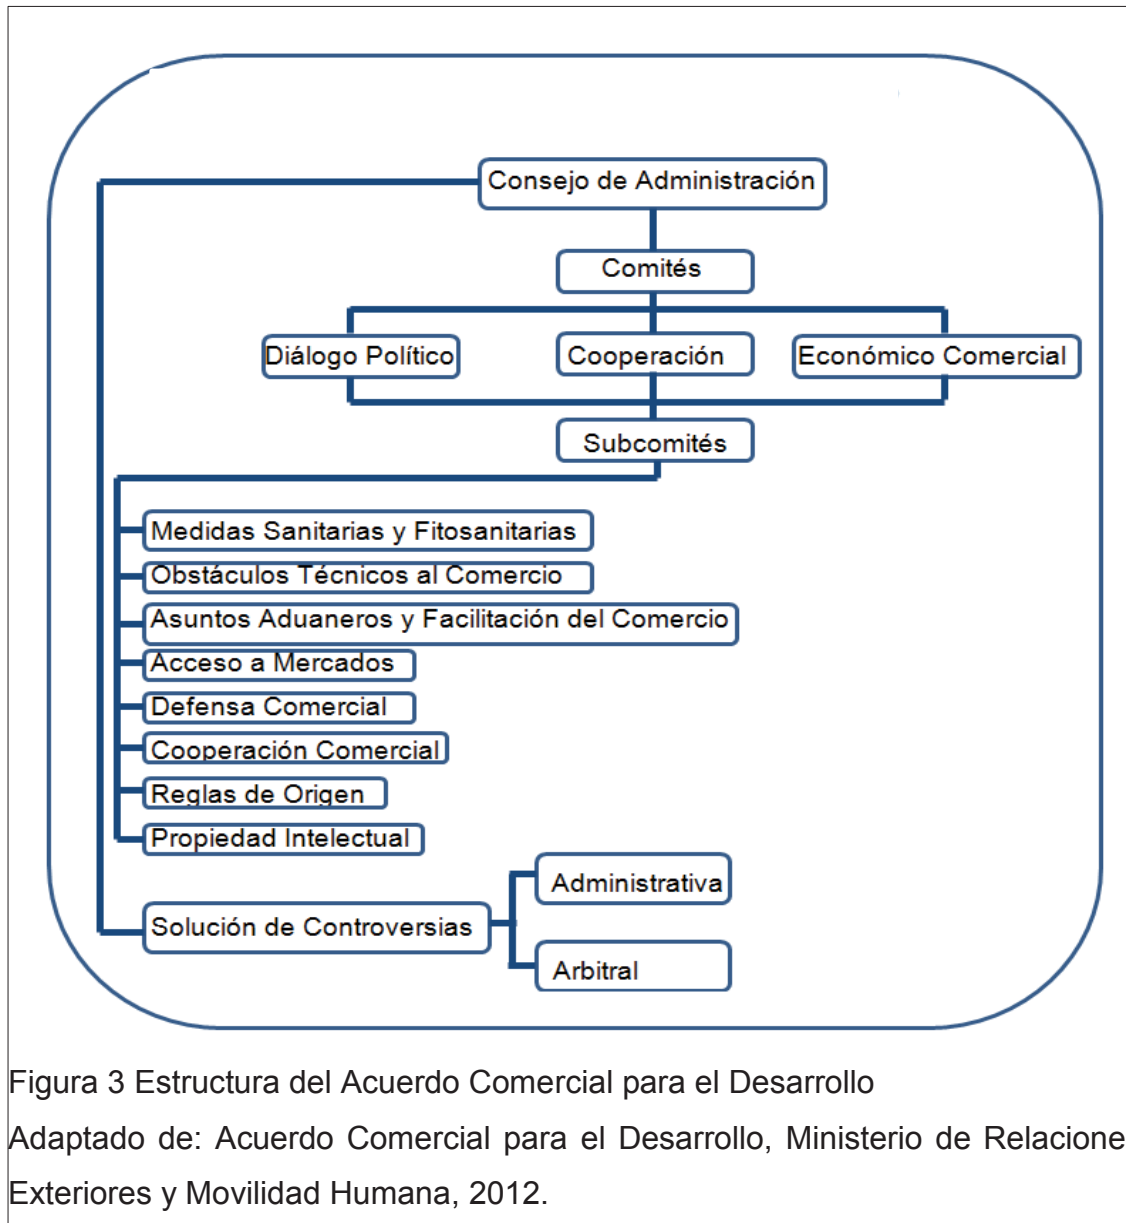 Consejo de Administración
Comités
Diálogo Político
Cooperación
Económico Comercial
Subcomités
Medidas Sanitarias y Fitosanitarias
Obstáculos Técnicos al Comercio
Asuntos Aduaneros y Facilitación del Comercio
Acceso a Mercados
Defensa Comercial
Cooperación Comercial
Reglas de Origen
Propiedad Intelectual
Solución de Controversias
Administrativa
Arbitral
Figura 3 Estructura del Acuerdo Comercial para el Desarrollo
Adaptado de: Acuerdo Comercial para el Desarrollo, Ministerio de Relacione
Exteriores y Movilidad Humana, 2012.